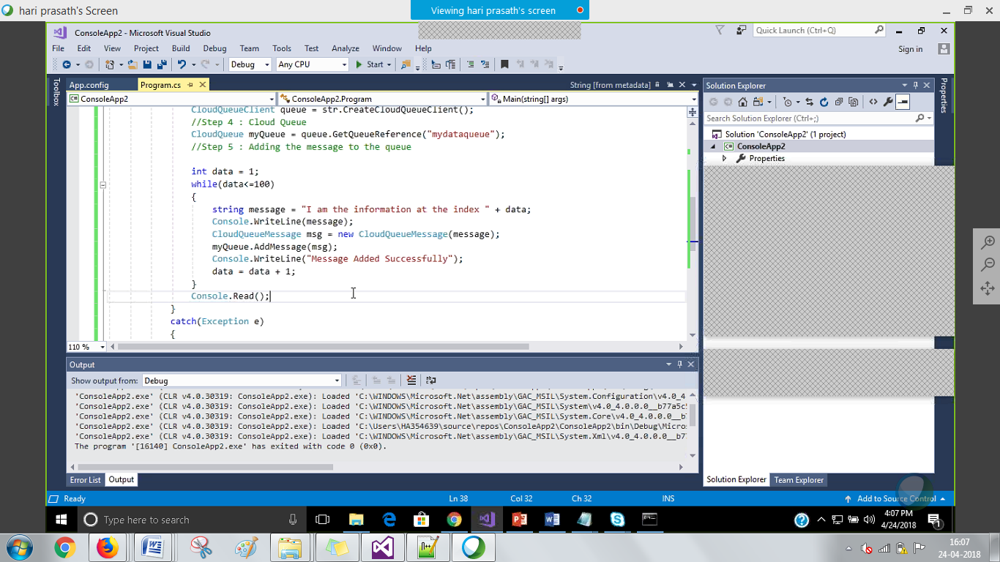 hari prasath's Screen
Viewing hari prasath's screen
ConsoleApp2 - Microsoft Visual Studio
Quick Launch (Ctrl+Q)
File Edit View Project Build Debug Team Tools Test Analyze Window Help
Sign in
Debug Any CPU Start
Toolbox
App.config Program.cs String [from metadata]
ConsoleApp2 ConsoleApp2.Program Main(string[] args)
CloudQueueClient queue = str.CreateCloudQueueClient();
//Step 4 : Cloud Queue
CloudQueue myQueue = queue.GetQueueReference("mydataqueue");
//Step 5 : Adding the message to the queue
int data = 1;
while(data<=100)
{
string message = "I am the information at the index " + data;
Console.WriteLine(message);
CloudQueueMessage msg = new CloudQueueMessage(message);
myQueue.AddMessage(msg);
Console.WriteLine("Message Added Successfully");
data = data + 1;
}
Console.Read();
}
catch(Exception e)
{
110 %
Solution Explorer
Search Solution Explorer (Ctrl+;)
Solution 'ConsoleApp2' (1 project)
ConsoleApp2
Properties
Properties
Output
Show output from: Debug
'ConsoleApp2.exe' (CLR v4.0.30319: ConsoleApp2.exe): Loaded 'C:\WINDOWS\Microsoft.Net\assembly\GAC_MSIL\System.Configuration\v4.0_4
'ConsoleApp2.exe' (CLR v4.0.30319: ConsoleApp2.exe): Loaded 'C:\WINDOWS\Microsoft.Net\assembly\GAC_MSIL\System\v4.0_4.0.0.0__b77a5c5
'ConsoleApp2.exe' (CLR v4.0.30319: ConsoleApp2.exe): Loaded 'C:\WINDOWS\Microsoft.Net\assembly\GAC_MSIL\System.Core\v4.0_4.0.0.0__b
'ConsoleApp2.exe' (CLR v4.0.30319: ConsoleApp2.exe): Loaded 'C:\Users\HA354639\source\repos\ConsoleApp2\ConsoleApp2\bin\Debug\Micros
'ConsoleApp2.exe' (CLR v4.0.30319: ConsoleApp2.exe): Loaded 'C:\WINDOWS\Microsoft.Net\assembly\GAC_MSIL\System.Xml\v4.0_4.0.0.0__b7
The program '[16140] ConsoleApp2.exe' has exited with code 0 (0x0).
Error List Output
Solution Explorer Team Explorer
Ready Ln 38 Col 32 Ch 32 INS Add to Source Control
Type here to search
4:07 PM
4/24/2018
16:07
24-04-2018